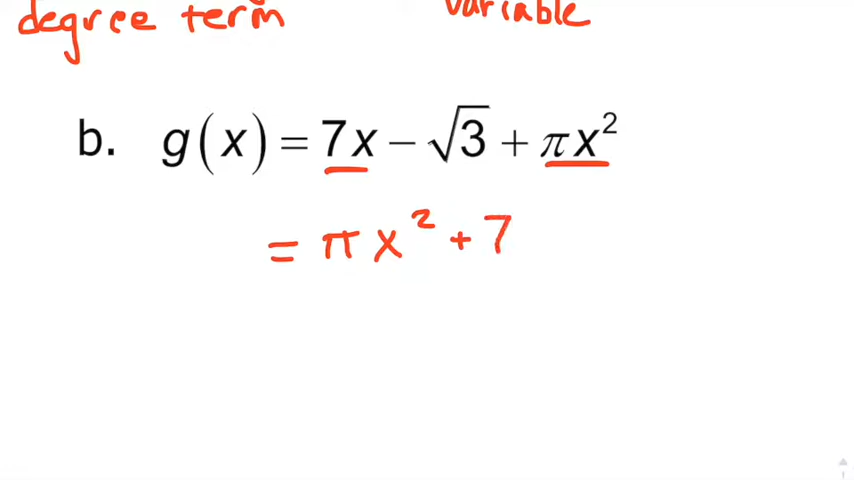 degree term variable
b. g(x) = 7x − √3 + πx²
= πx² + 7